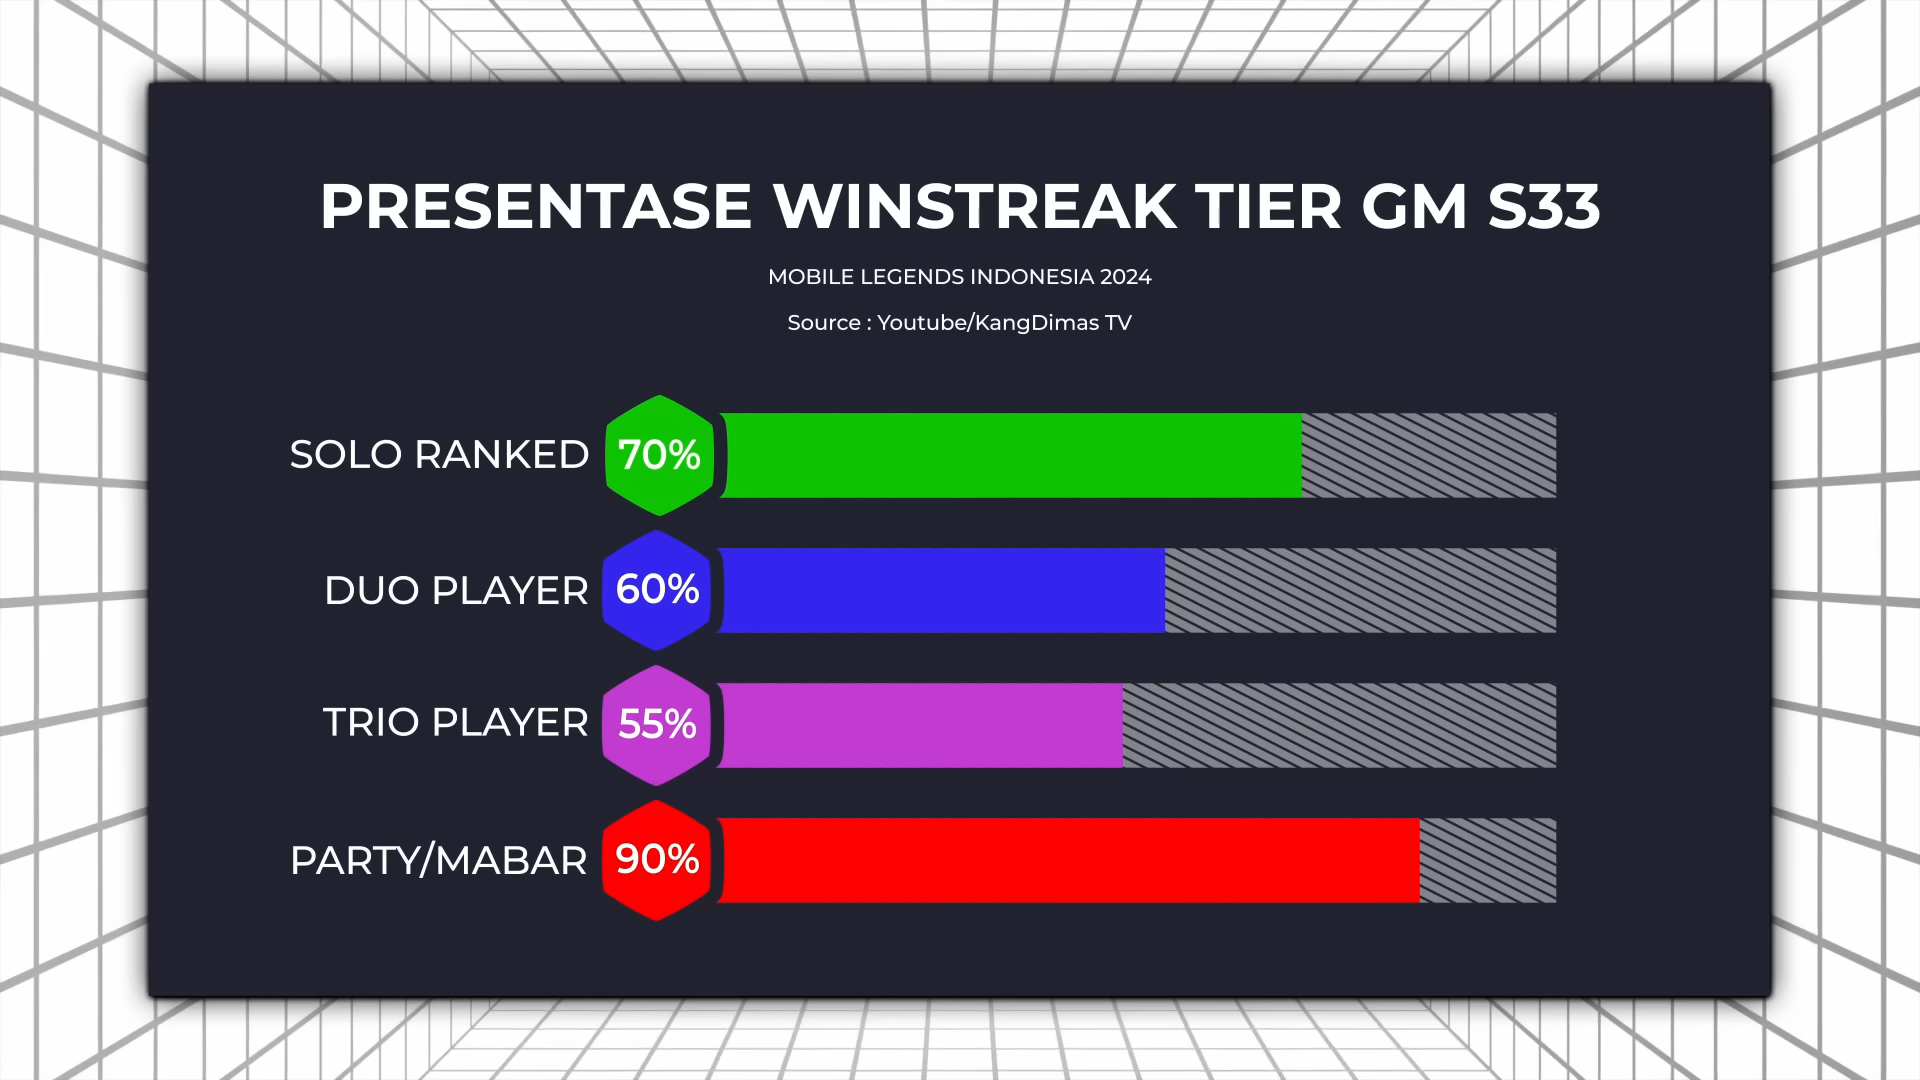 PRESENTASE WINSTREAK TIER GM S33
MOBILE LEGENDS INDONESIA 2024
Source : Youtube/KangDimas TV
SOLO RANKED 70%
DUO PLAYER 60%
TRIO PLAYER 55%
PARTY/MABAR 90%